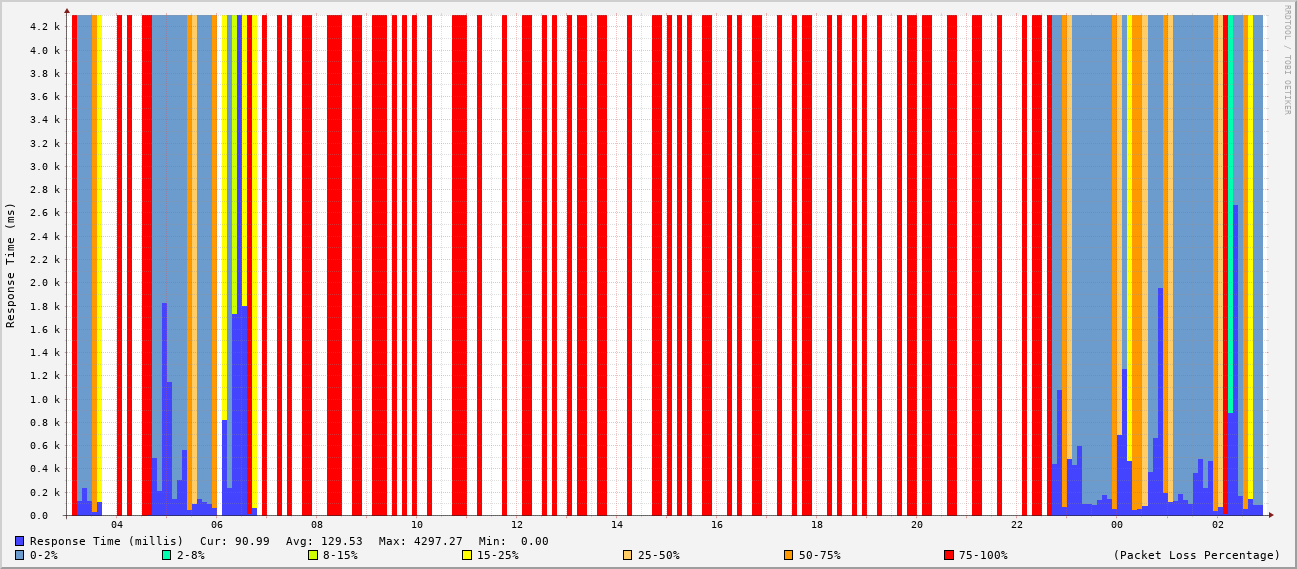 RRDTOOL / TOBI OETIKER
Response Time (ms)
4.2 k
4.0 k
3.8 k
3.6 k
3.4 k
3.2 k
3.0 k
2.8 k
2.6 k
2.4 k
2.2 k
2.0 k
1.8 k
1.6 k
1.4 k
1.2 k
1.0 k
0.8 k
0.6 k
0.4 k
0.2 k
0.0
04 06 08 10 12 14 16 18 20 22 00 02
Response Time (millis) Cur: 90.99 Avg: 129.53 Max: 4297.27 Min: 0.00
0-2% 2-8% 8-15% 15-25% 25-50% 50-75% 75-100% (Packet Loss Percentage)